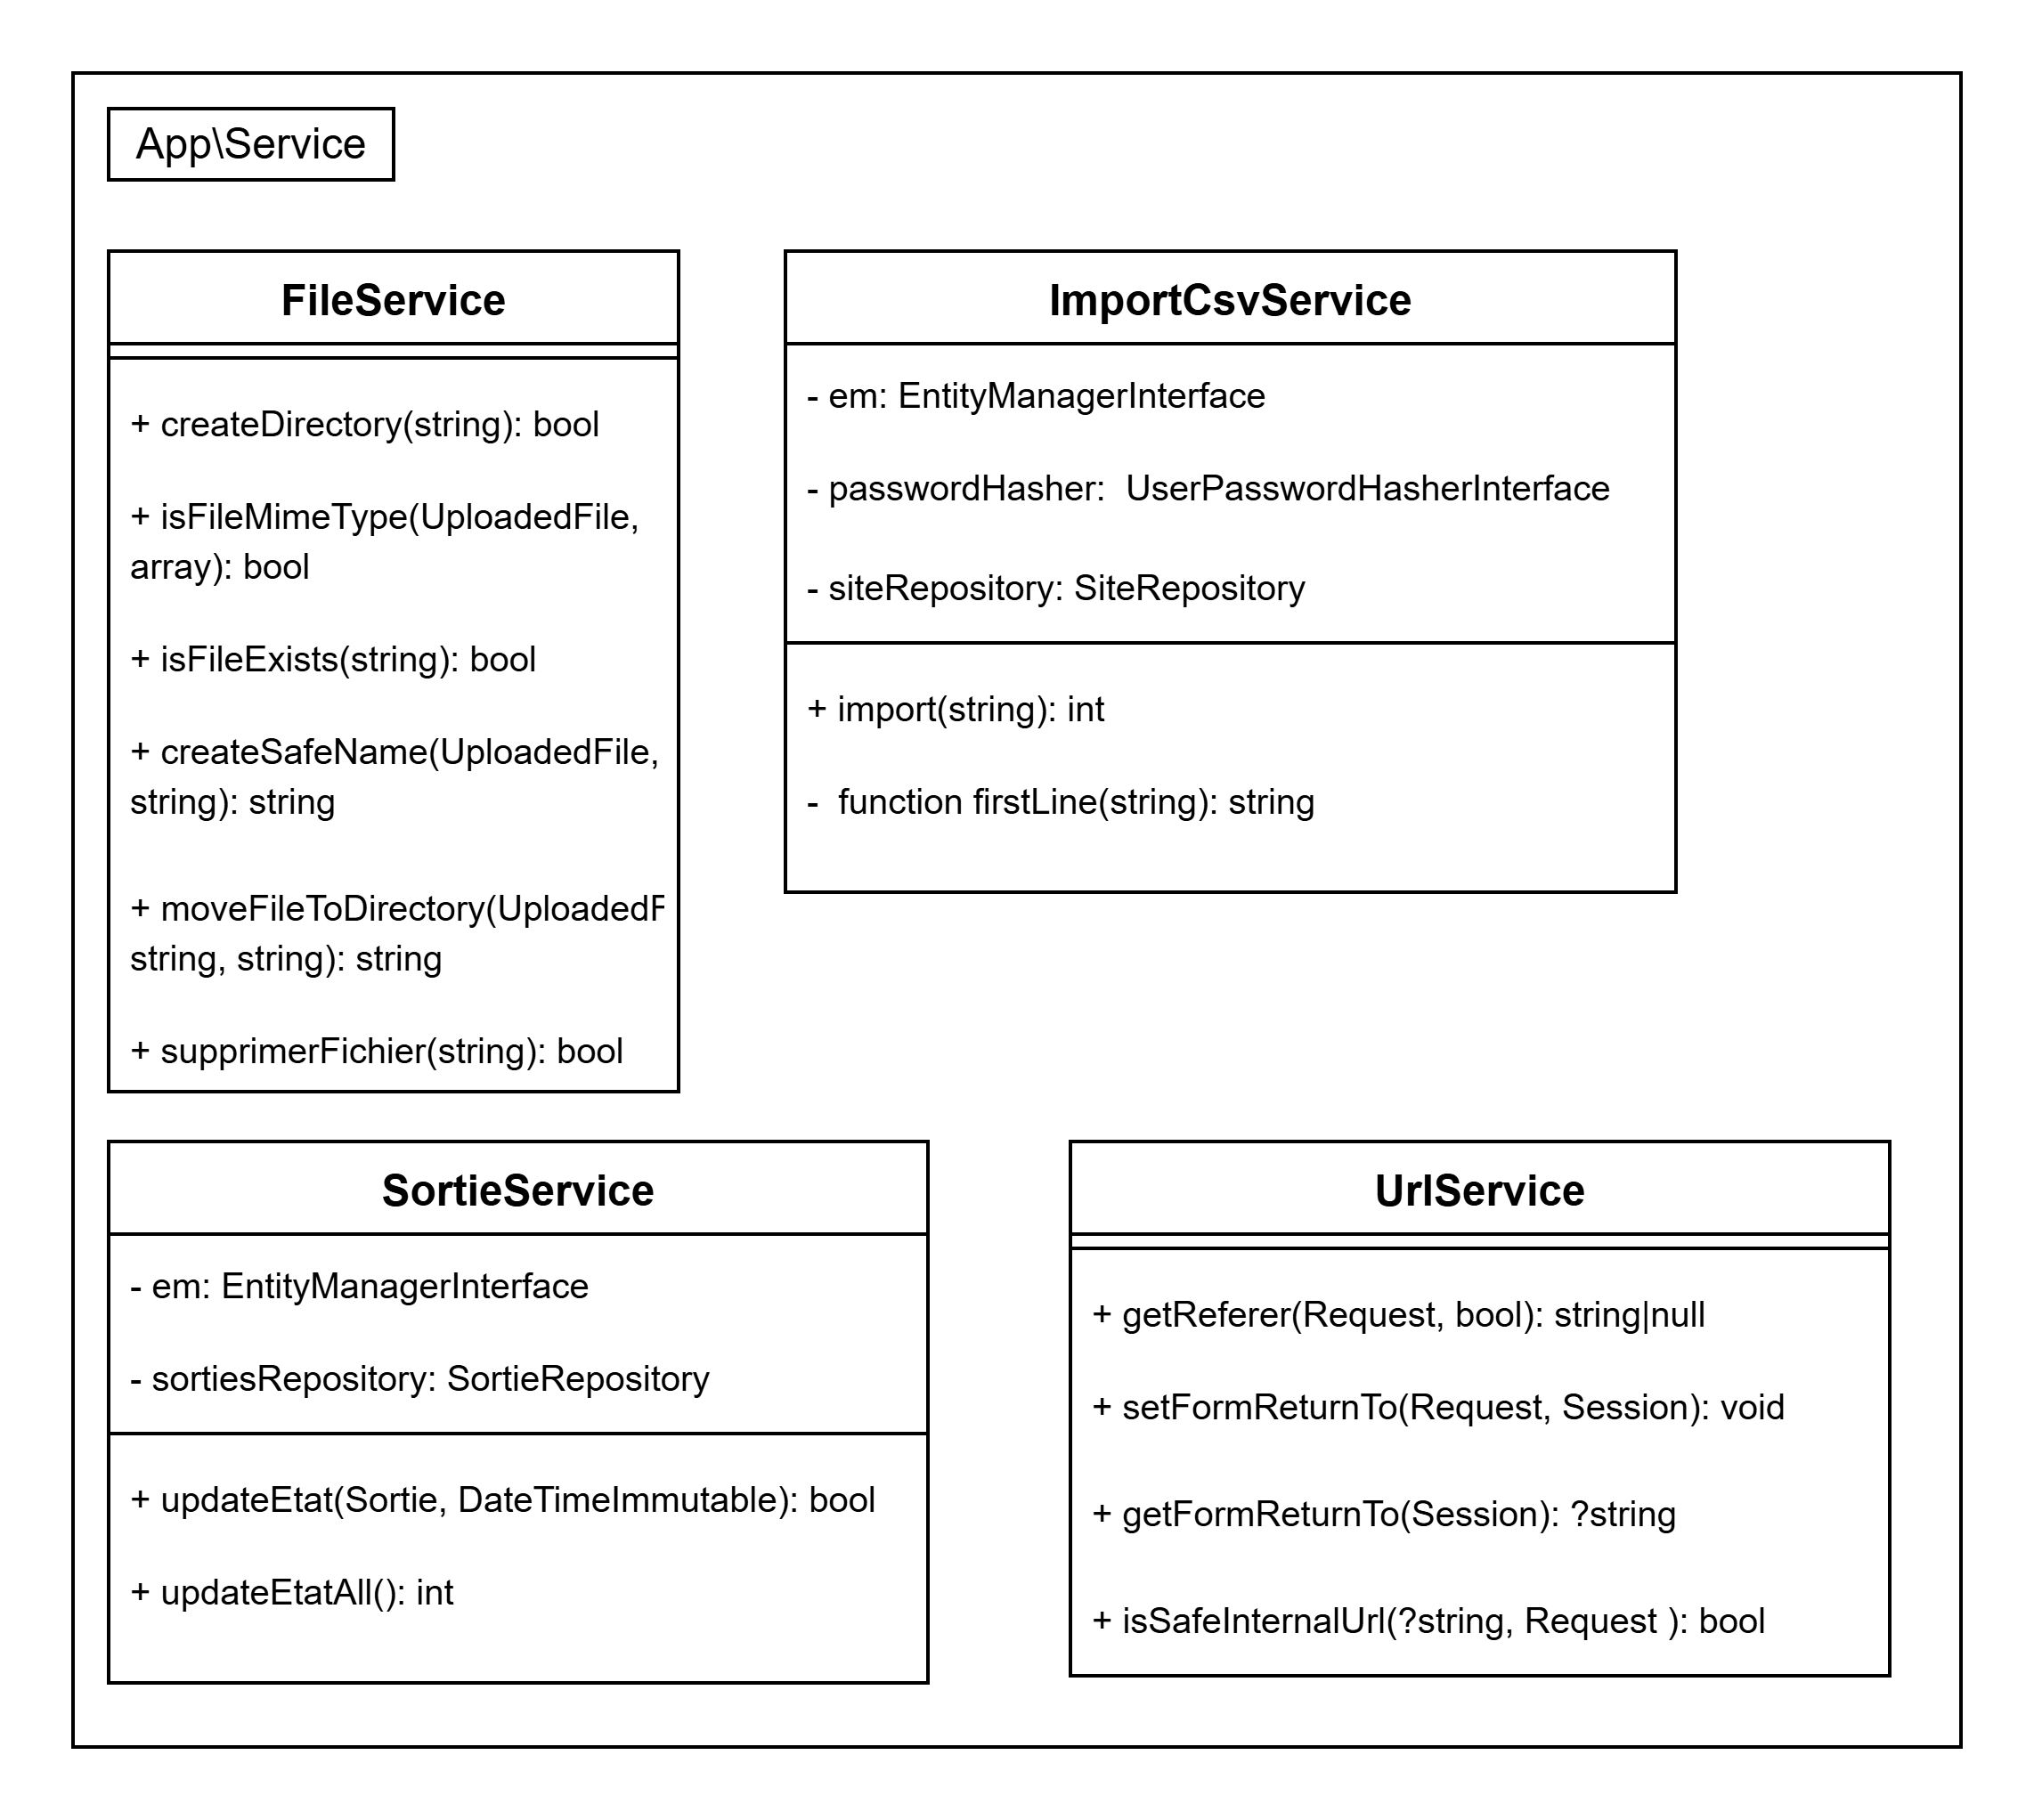 App\Service
FileService
+ createDirectory(string): bool
+ isFileMimeType(UploadedFile,
array): bool
+ isFileExists(string): bool
+ createSafeName(UploadedFile,
string): string
+ moveFileToDirectory(UploadedF
string, string): string
+ supprimerFichier(string): bool
ImportCsvService
- em: EntityManagerInterface
- passwordHasher:  UserPasswordHasherInterface
- siteRepository: SiteRepository
+ import(string): int
-  function firstLine(string): string
SortieService
- em: EntityManagerInterface
- sortiesRepository: SortieRepository
+ updateEtat(Sortie, DateTimeImmutable): bool
+ updateEtatAll(): int
UrlService
+ getReferer(Request, bool): string|null
+ setFormReturnTo(Request, Session): void
+ getFormReturnTo(Session): ?string
+ isSafeInternalUrl(?string, Request ): bool